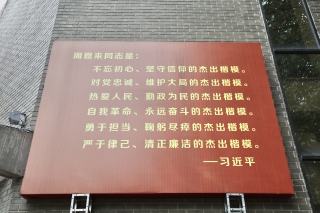 周恩来同志是：
不忘初心、坚守信仰的杰出楷模。
对党忠诚、维护大局的杰出楷模。
热爱人民、勤政为民的杰出楷模。
自我革命、永远奋斗的杰出楷模。
勇于担当、鞠躬尽瘁的杰出楷模。
严于律己、清正廉洁的杰出楷模。
——习近平